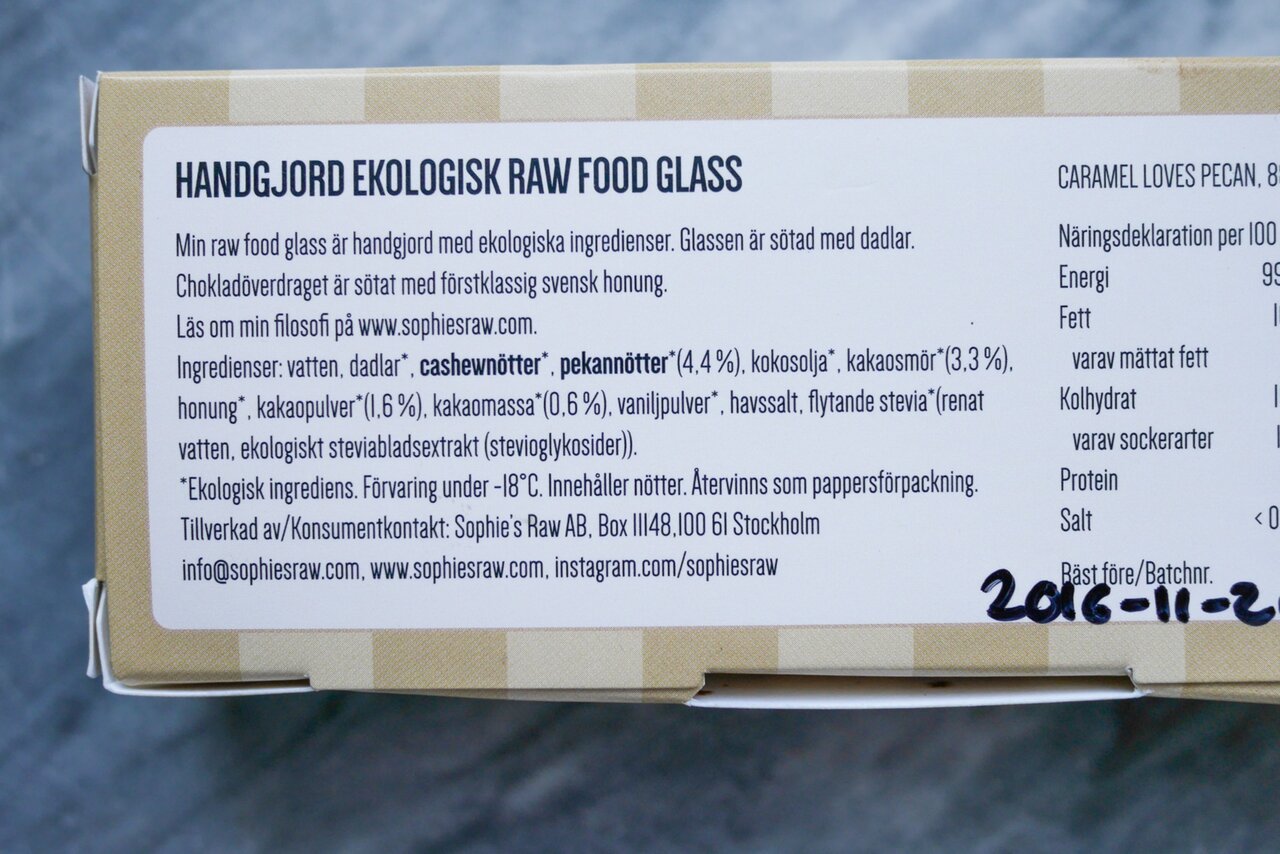 HANDGJORD EKOLOGISK RAW FOOD GLASS
Min raw food glass är handgjord med ekologiska ingredienser. Glassen är sötad med dadlar.
Chokladöverdraget är sötat med förstklassig svensk honung.
Läs om min filosofi på www.sophiesraw.com.
Ingredienser: vatten, dadlar*, cashewnötter*, pekannötter*(4,4 %), kokosolja*, kakaosmör*(3,3 %),
honung*, kakaopulver*(1,6 %), kakaomassa*(0,6 %), vaniljpulver*, havssalt, flytande stevia*(renat
vatten, ekologiskt steviabladsextrakt (stevioglykosider)).
*Ekologisk ingrediens. Förvaring under -18°C. Innehåller nötter. Återvinns som pappersförpackning.
Tillverkad av/Konsumentkontakt: Sophie's Raw AB, Box 11148,100 61 Stockholm
info@sophiesraw.com, www.sophiesraw.com, instagram.com/sophiesraw
CARAMEL LOVES PECAN,
Näringsdeklaration per 100
Energi
Fett
varav mättat fett
Kolhydrat
varav sockerarter
Protein
Salt
Bäst före/Batchnr.
2016-11-2